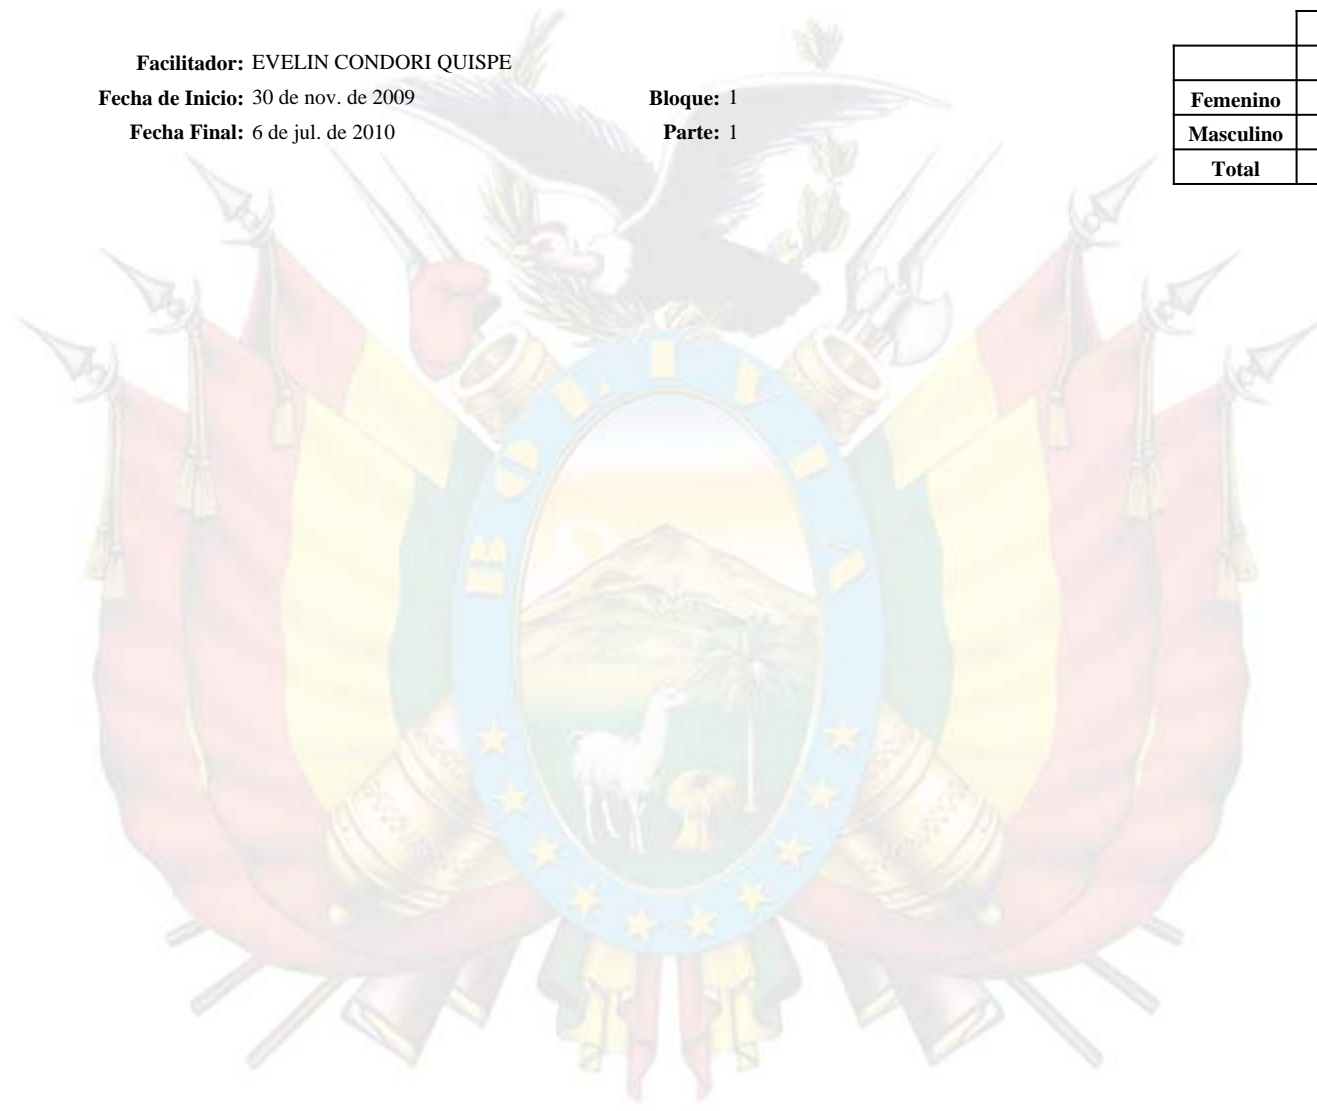 Facilitador: EVELIN CONDORI QUISPE
Fecha de Inicio: 30 de nov. de 2009 Bloque: 1
Fecha Final: 6 de jul. de 2010 Parte: 1
Femenino
Masculino
Total
BOLIVIA